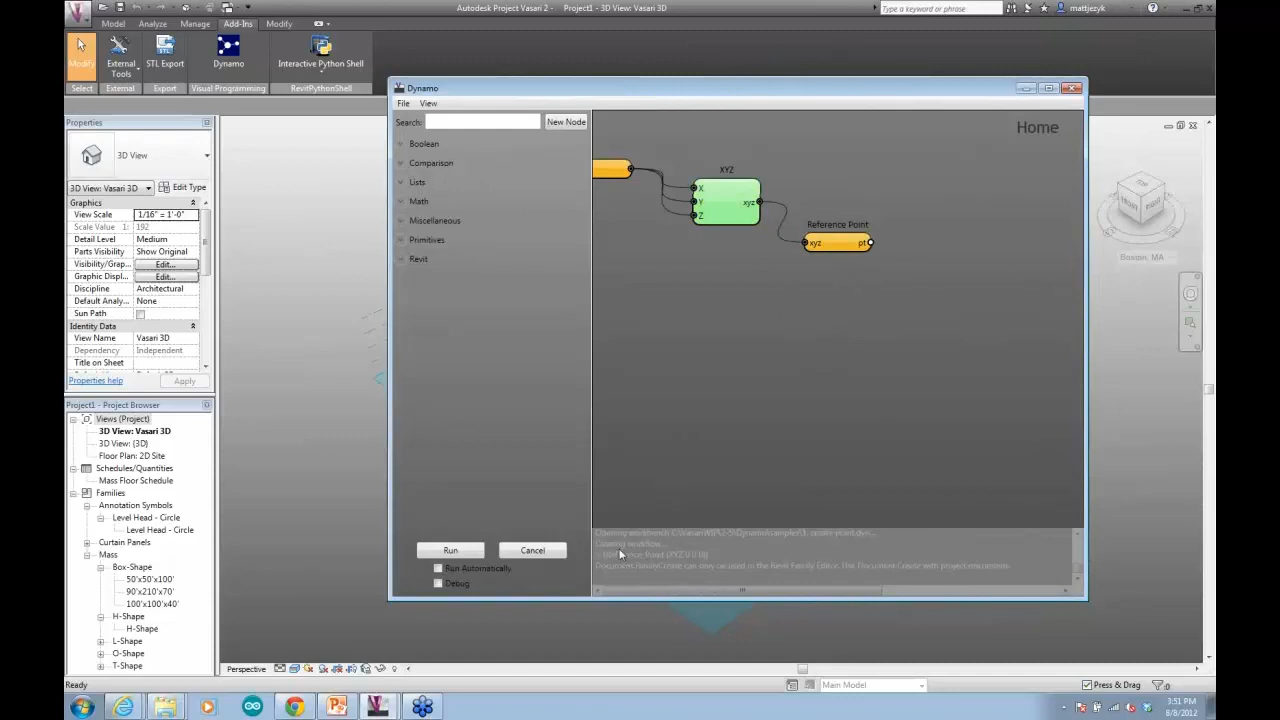 Autodesk Project Vasari 2 - Project1 - 3D View: Vasari 3D
Type a keyword or phrase
mattjezyk
Model Analyze Manage Add-Ins Modify
Modify
External Tools
STL Export
Dynamo
Interactive Python Shell
Select External Export Visual Programming RevitPythonShell
Properties
3D View
3D View: Vasari 3D
Edit Type
Graphics
View Scale 1/16" = 1'-0"
Scale Value 1: 192
Detail Level Medium
Parts Visibility Show Original
Visibility/Grap... Edit...
Graphic Displ... Edit...
Discipline Architectural
Default Analy... None
Sun Path
Identity Data
View Name Vasari 3D
Dependency Independent
Title on Sheet
Properties help
Apply
Project1 - Project Browser
Views (Project)
3D View: Vasari 3D
3D View: {3D}
Floor Plan: 2D Site
Schedules/Quantities
Mass Floor Schedule
Families
Annotation Symbols
Level Head - Circle
Level Head - Circle
Curtain Panels
Mass
Box-Shape
50'x50'x100'
90'x210'x70'
100'x100'x40'
H-Shape
H-Shape
L-Shape
O-Shape
T-Shape
Dynamo
File View
Search:
New Node
Boolean
Comparison
Lists
Math
Miscellaneous
Primitives
Revit
Run
Cancel
Run Automatically
Debug
Home
XYZ
X
Y
Z
xyz
Reference Point
xyz pt
Boston, MA
Perspective
Ready
Main Model
Press & Drag
:0
3:51 PM
8/8/2012